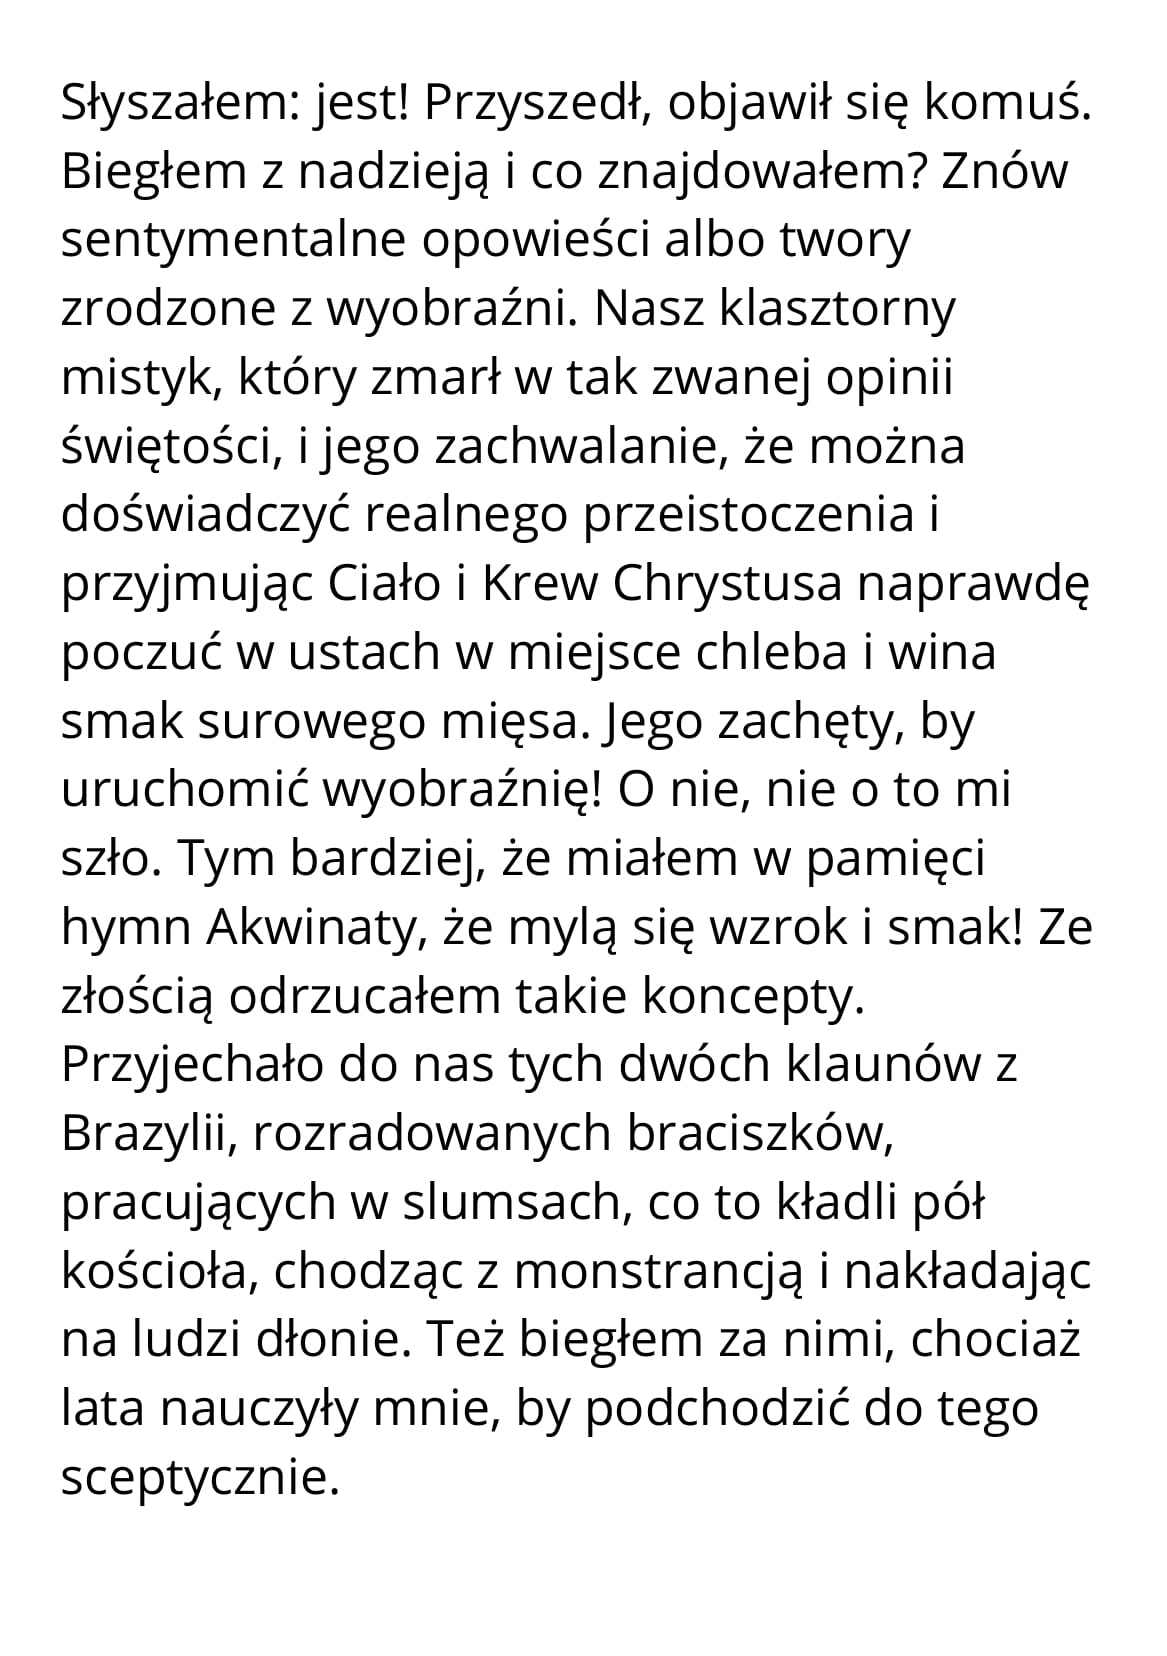 Słyszałem: jest! Przyszedł, objawił się komuś.
Biegłem z nadzieją i co znajdowałem? Znów
sentymentalne opowieści albo twory
zrodzone z wyobraźni. Nasz klasztorny
mistyk, który zmarł w tak zwanej opinii
świętości, i jego zachwalanie, że można
doświadczyć realnego przeistoczenia i
przyjmując Ciało i Krew Chrystusa naprawdę
poczuć w ustach w miejsce chleba i wina
smak surowego mięsa. Jego zachęty, by
uruchomić wyobraźnię! O nie, nie o to mi
szło. Tym bardziej, że miałem w pamięci
hymn Akwinaty, że mylą się wzrok i smak! Ze
złością odrzucałem takie koncepty.
Przyjechało do nas tych dwóch klaunów z
Brazylii, rozradowanych braciszków,
pracujących w slumsach, co to kładli pół
kościoła, chodząc z monstrancją i nakładając
na ludzi dłonie. Też biegłem za nimi, chociaż
lata nauczyły mnie, by podchodzić do tego
sceptycznie.